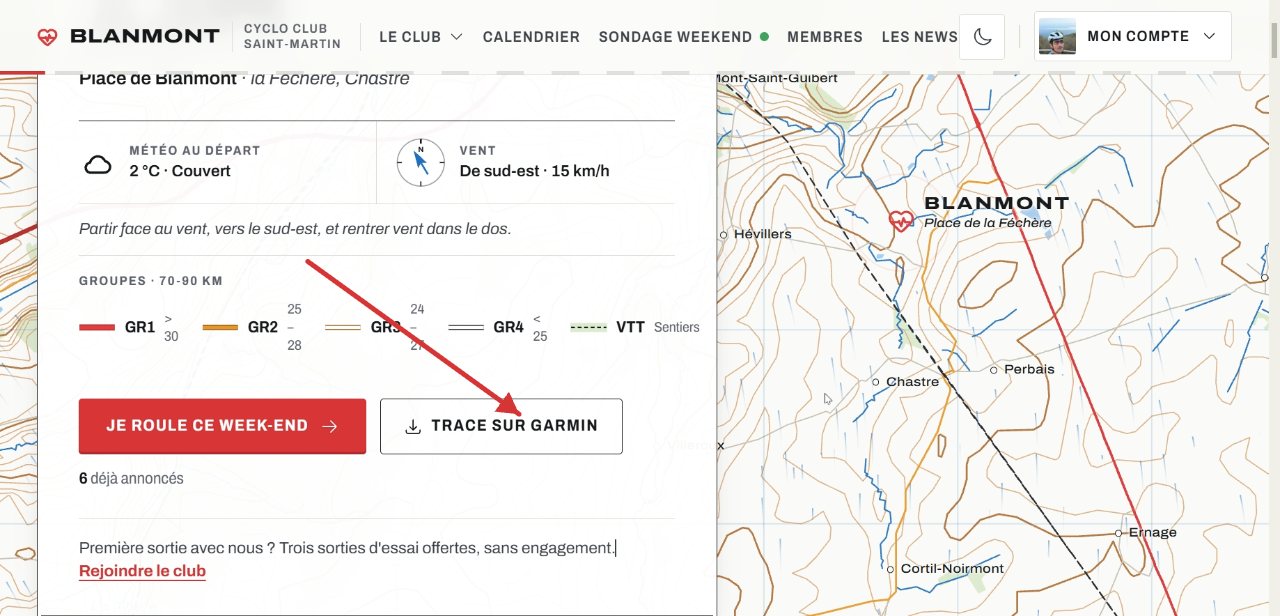 BLANMONT
CYCLO CLUB
SAINT-MARTIN
LE CLUB
CALENDRIER
SONDAGE WEEKEND
MEMBRES
LES NEWS
MON COMPTE
Place de Blanmont · la Féchère, Chastre
MÉTÉO AU DÉPART
2 °C · Couvert
N
VENT
De sud-est · 15 km/h
Partir face au vent, vers le sud-est, et rentrer vent dans le dos.
GROUPES · 70-90 KM
GR1 > 30
GR2 25 – 28
GR3 24 – 27
GR4 < 25
VTT Sentiers
JE ROULE CE WEEK-END
TRACE SUR GARMIN
6 déjà annoncés
Première sortie avec nous ? Trois sorties d'essai offertes, sans engagement.
Rejoindre le club
Mont-Saint-Guibert
BLANMONT
Place de la Féchère
Hévillers
Perbais
Chastre
Villeroux
Ernage
Cortil-Noirmont